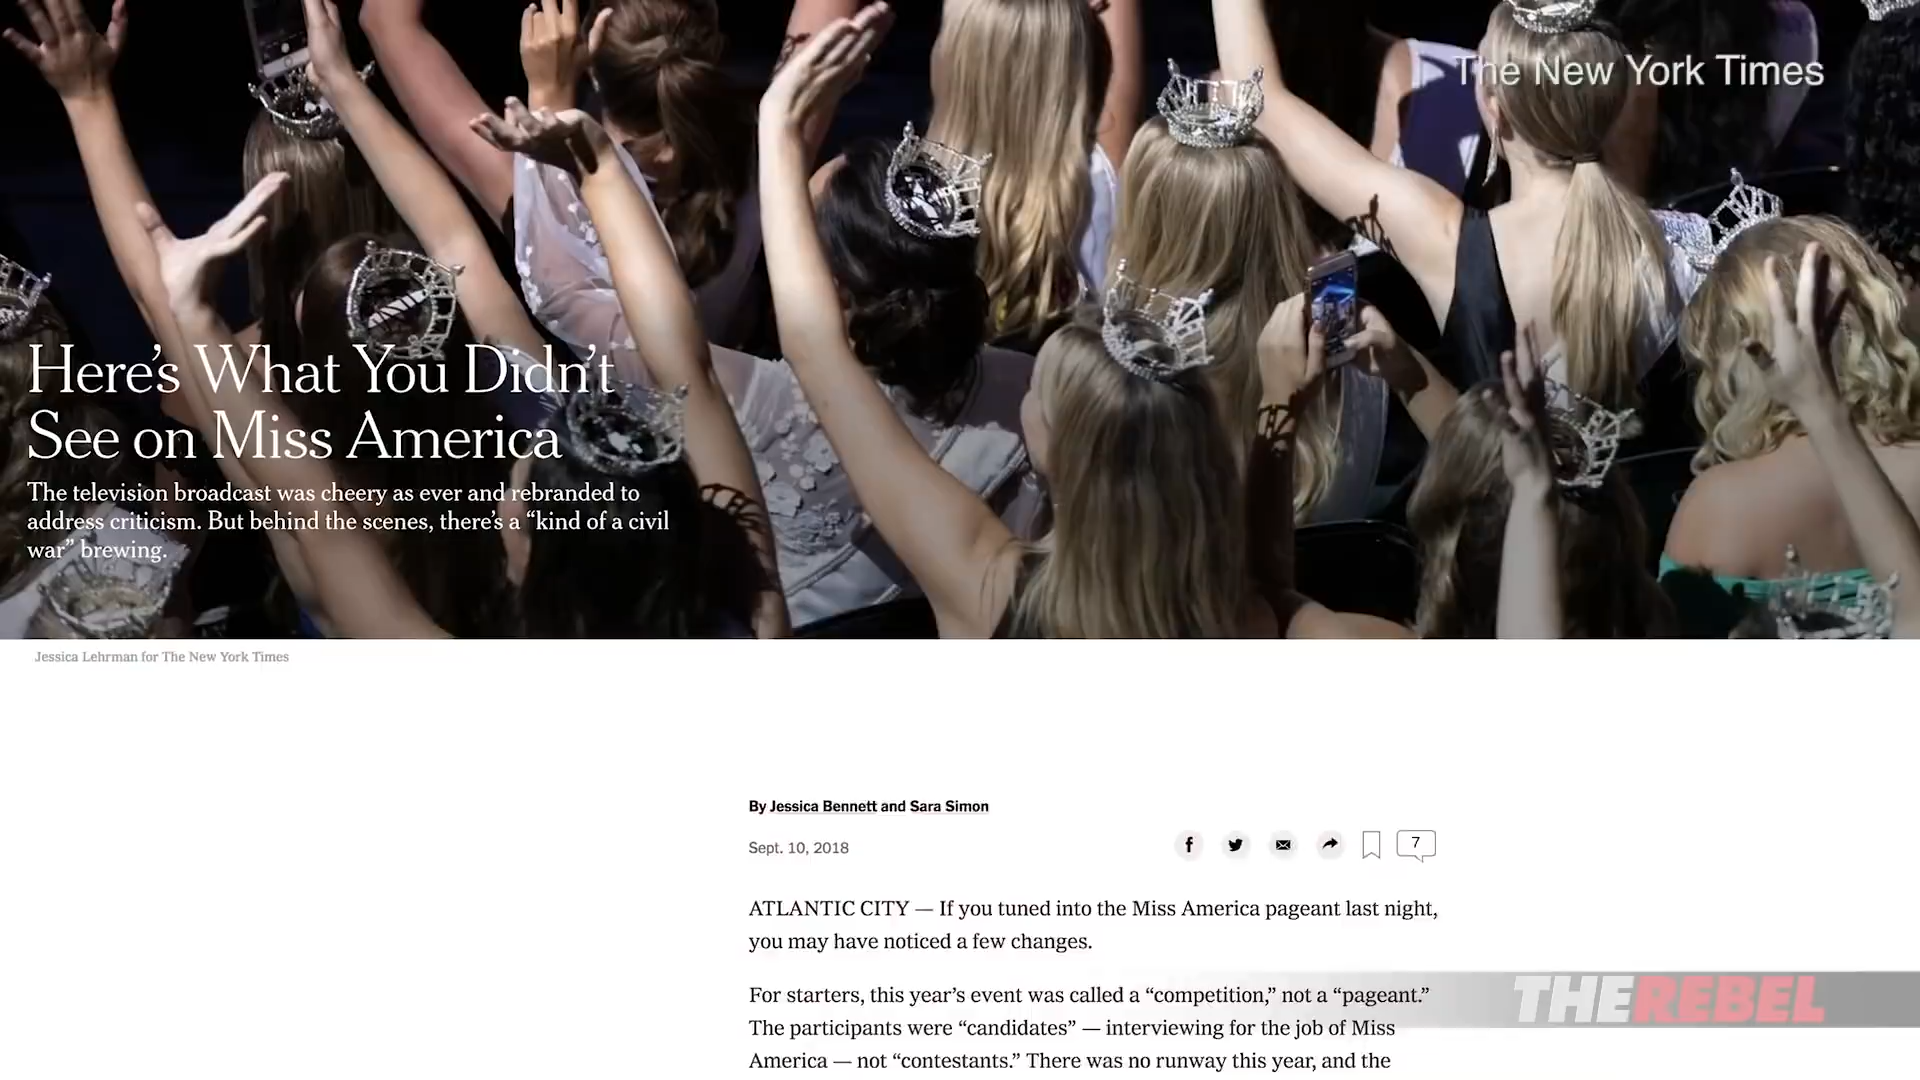 The New York Times
Here's What You Didn't
See on Miss America
The television broadcast was cheery as ever and rebranded to
address criticism. But behind the scenes, there's a “kind of a civil
war” brewing.
Jessica Lehrman for The New York Times
By Jessica Bennett and Sara Simon
Sept. 10, 2018
7
ATLANTIC CITY — If you tuned into the Miss America pageant last night,
you may have noticed a few changes.
For starters, this year's event was called a “competition,” not a “pageant.”
The participants were “candidates” — interviewing for the job of Miss
America — not “contestants.” There was no runway this year, and the
THE REBEL